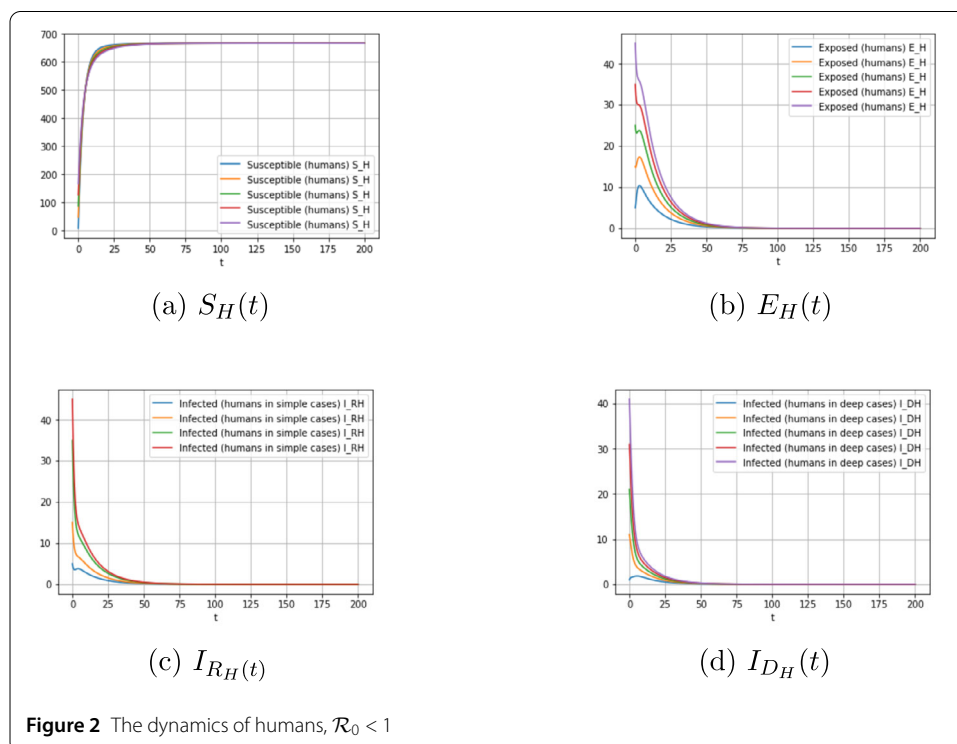 700
600
500
400
300
200
100
0
Susceptible (humans) S_H
Susceptible (humans) S_H
Susceptible (humans) S_H
Susceptible (humans) S_H
Susceptible (humans) S_H
0 25 50 75 100 125 150 175 200
t
(a) S_H(t)
40
30
20
10
0
Exposed (humans) E_H
Exposed (humans) E_H
Exposed (humans) E_H
Exposed (humans) E_H
Exposed (humans) E_H
0 25 50 75 100 125 150 175 200
t
(b) E_H(t)
40
30
20
10
0
Infected (humans in simple cases) I_RH
Infected (humans in simple cases) I_RH
Infected (humans in simple cases) I_RH
Infected (humans in simple cases) I_RH
0 25 50 75 100 125 150 175 200
t
(c) I_{R_H(t)}
40
30
20
10
0
Infected (humans in deep cases) I_DH
Infected (humans in deep cases) I_DH
Infected (humans in deep cases) I_DH
Infected (humans in deep cases) I_DH
Infected (humans in deep cases) I_DH
0 25 50 75 100 125 150 175 200
t
(d) I_{D_H}(t)
Figure 2 The dynamics of humans, R₀ < 1